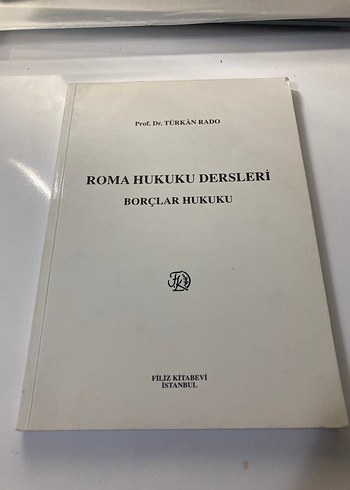 Prof. Dr. TÜRKÂN RADO
ROMA HUKUKU DERSLERİ
BORÇLAR HUKUKU
FİLİZ KİTABEVİ
İSTANBUL